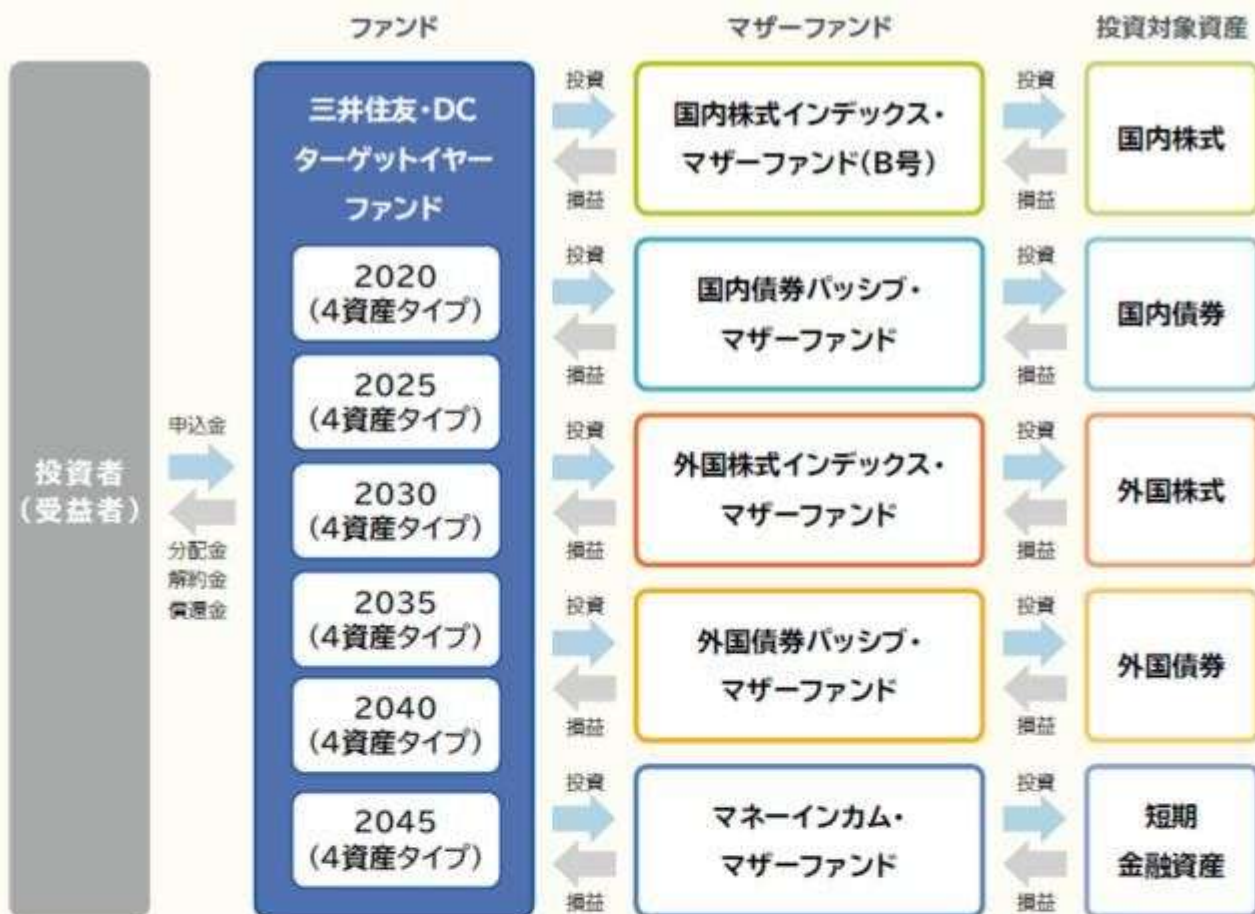 ファンド
マザーファンド
投資対象資産
投資者
(受益者)
申込金
分配金
解約金
償還金
三井住友・DC
ターゲットイヤー
ファンド
2020
(4資産タイプ)
2025
(4資産タイプ)
2030
(4資産タイプ)
2035
(4資産タイプ)
2040
(4資産タイプ)
2045
(4資産タイプ)
投資
損益
国内株式インデックス・
マザーファンド(B号)
投資
損益
国内株式
投資
損益
国内債券パッシブ・
マザーファンド
投資
損益
国内債券
投資
損益
外国株式インデックス・
マザーファンド
投資
損益
外国株式
投資
損益
外国債券パッシブ・
マザーファンド
投資
損益
外国債券
投資
損益
マネーインカム・
マザーファンド
投資
損益
短期
金融資産